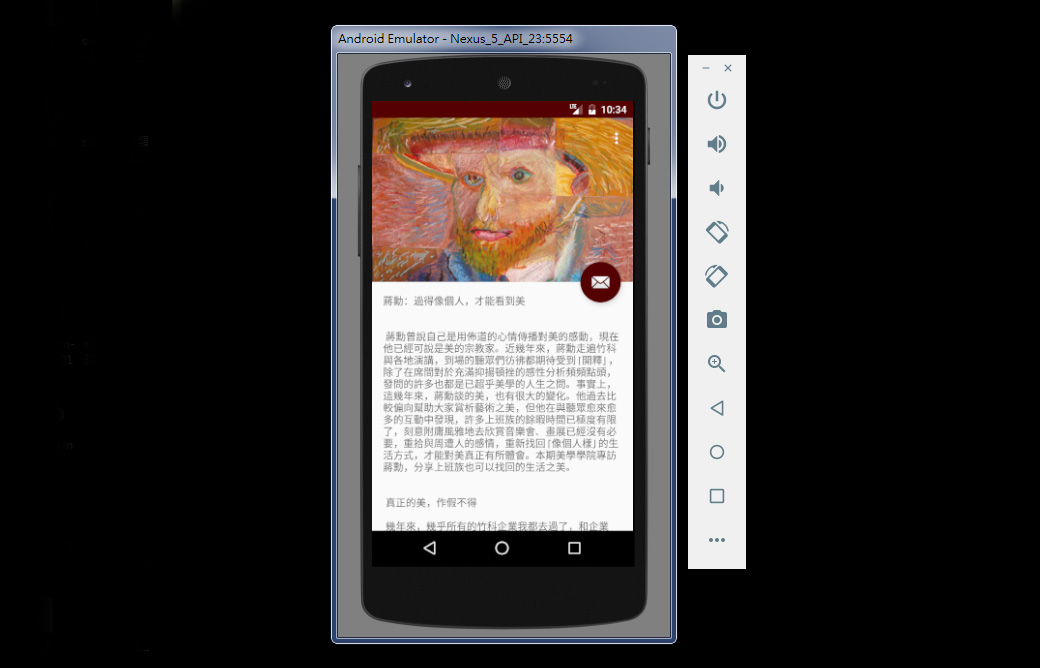 Android Emulator - Nexus_5_API_23:5554
LTE
10:34
蔣勳：過得像個人，才能看到美
蔣勳曾說自己是用佈道的心情傳播對美的感動，現在
他已經可說是美的宗教家。近幾年來，蔣勳走遍竹科
與各地演講，到場的聽眾們彷彿都期待受到「開釋」，
除了在席間對於充滿抑揚頓挫的感性分析頻頻點頭，
發問的許多也都是已超乎美學的人生之問。事實上，
這幾年來，蔣勳談的美，也有很大的變化。他過去比
較偏向幫助大家賞析藝術之美，但他在與聽眾愈來愈
多的互動中發現，許多上班族的餘暇時間已極度有限
了，刻意附庸風雅地去欣賞音樂會、畫展已經沒有必
要，重拾與周遭人的感情，重新找回「像個人樣」的生
活方式，才能對美真正有所體會。本期美學學院專訪
蔣勳，分享上班族也可以找回的生活之美。
真正的美，作假不得
幾年來，幾乎所有的竹科企業我都去過了，和企業